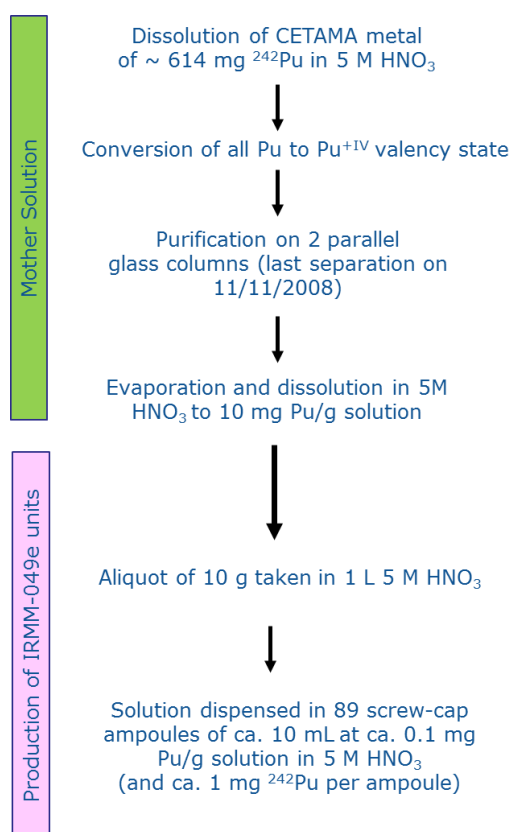 Mother Solution
Dissolution of CETAMA metal
of ~ 614 mg ²⁴²Pu in 5 M HNO₃
Conversion of all Pu to Pu⁺ᴵⱽ valency state
Purification on 2 parallel
glass columns (last separation on
11/11/2008)
Evaporation and dissolution in 5M
HNO₃ to 10 mg Pu/g solution
Production of IRMM-049e units
Aliquot of 10 g taken in 1 L 5 M HNO₃
Solution dispensed in 89 screw-cap
ampoules of ca. 10 mL at ca. 0.1 mg
Pu/g solution in 5 M HNO₃
(and ca. 1 mg ²⁴²Pu per ampoule)